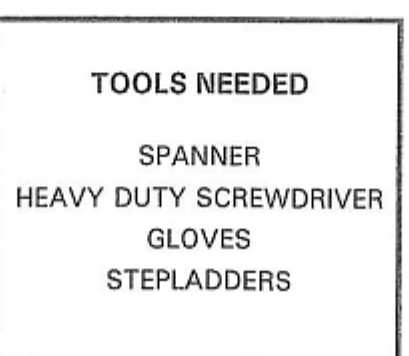 TOOLS NEEDED
SPANNER
HEAVY DUTY SCREWDRIVER
GLOVES
STEPLADDERS